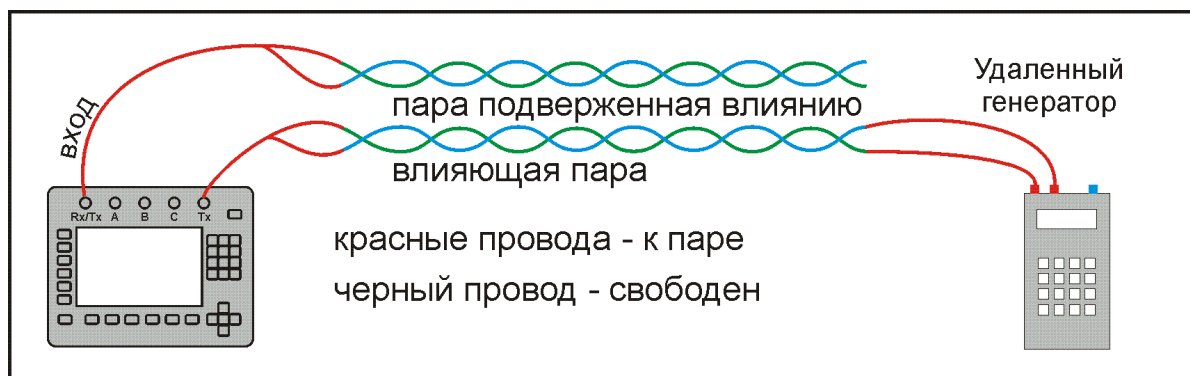 Удаленный
генератор
вход
пара подверженная влиянию
влияющая пара
Rx/Tx A B C Tx
красные провода - к паре
черный провод - свободен